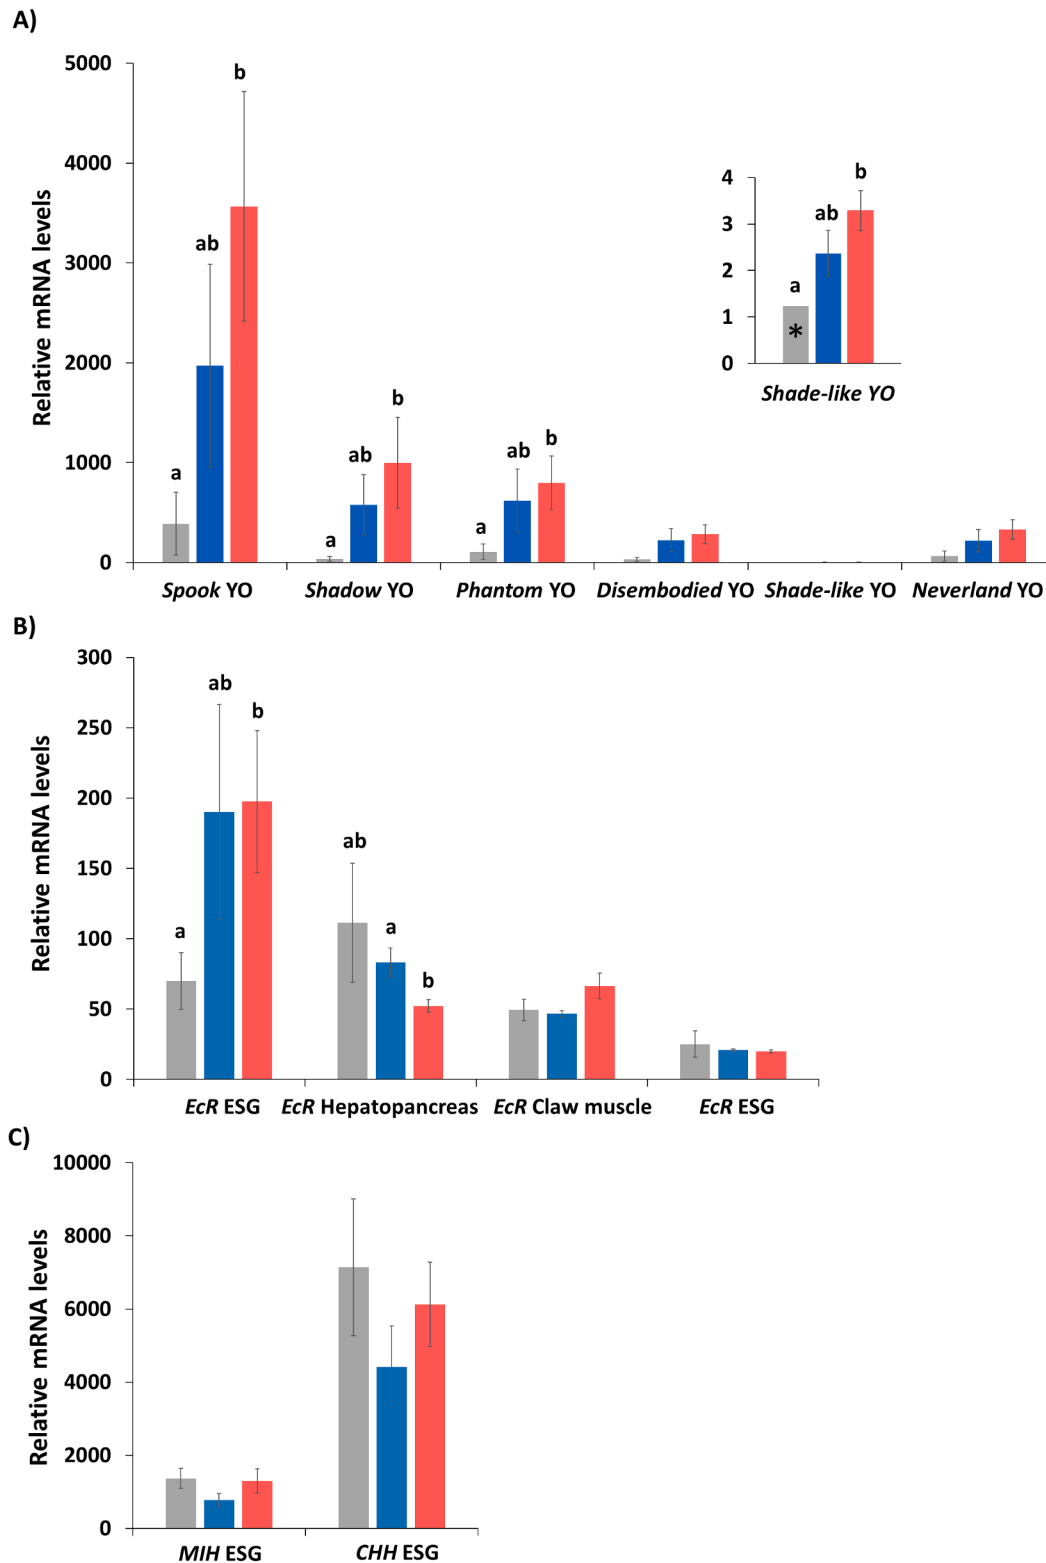 A)
Relative mRNA levels
5000
4000
3000
2000
1000
0
a
ab
b
a
ab
b
a
ab
b
4
3
2
1
0
a
*
ab
b
Shade-like YO
Spook YO
Shadow YO
Phantom YO
Disembodied YO
Shade-like YO
Neverland YO
B)
Relative mRNA levels
300
250
200
150
100
50
0
a
ab
b
ab
a
b
EcR ESG
EcR Hepatopancreas
EcR Claw muscle
EcR ESG
C)
Relative mRNA levels
10000
8000
6000
4000
2000
0
MIH ESG
CHH ESG